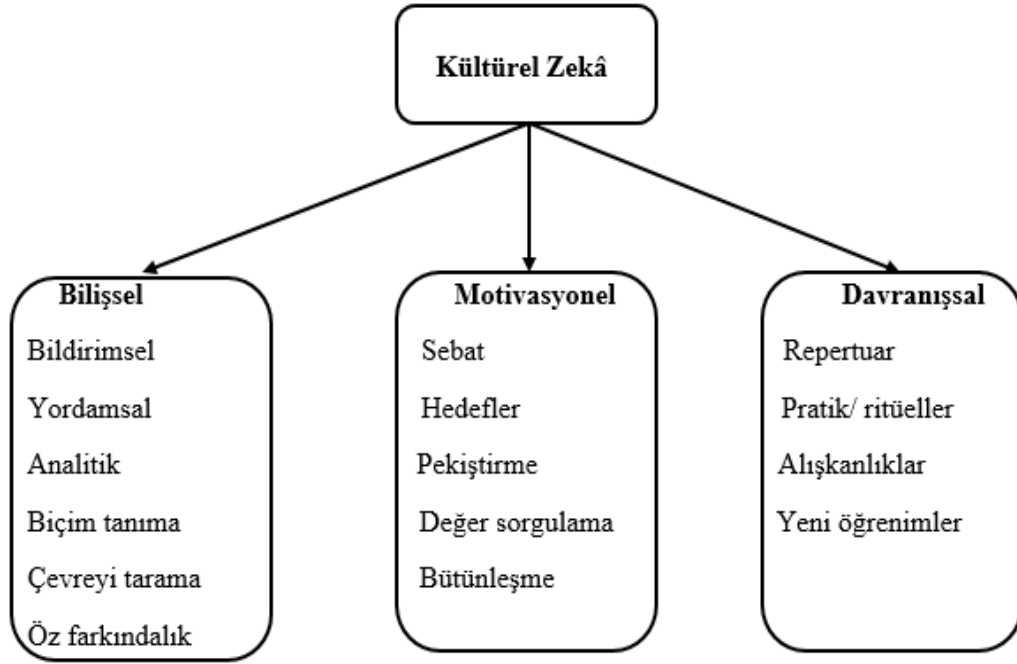 Kültürel Zekâ
Bilişsel
Bildirimsel
Yordamsal
Analitik
Biçim tanıma
Çevreyi tarama
Öz farkındalık
Motivasyonel
Sebat
Hedefler
Pekiştirme
Değer sorgulama
Bütünleşme
Davranışsal
Repertuar
Pratik/ ritüeller
Alışkanlıklar
Yeni öğrenimler